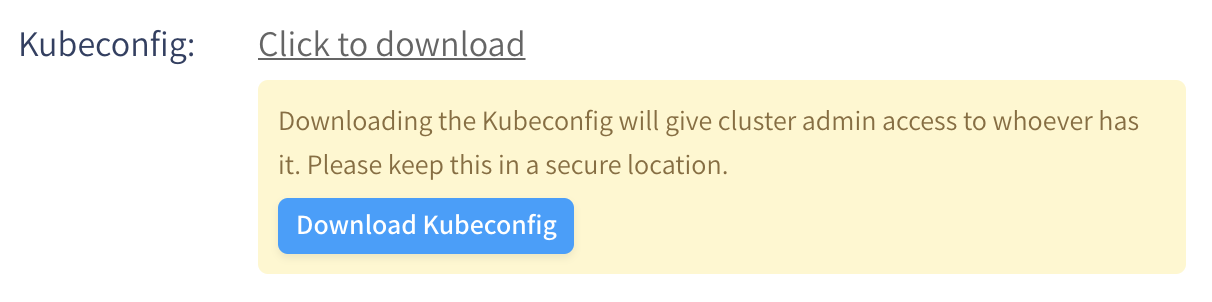 Kubeconfig: Click to download
Downloading the Kubeconfig will give cluster admin access to whoever has
it. Please keep this in a secure location.
Download Kubeconfig